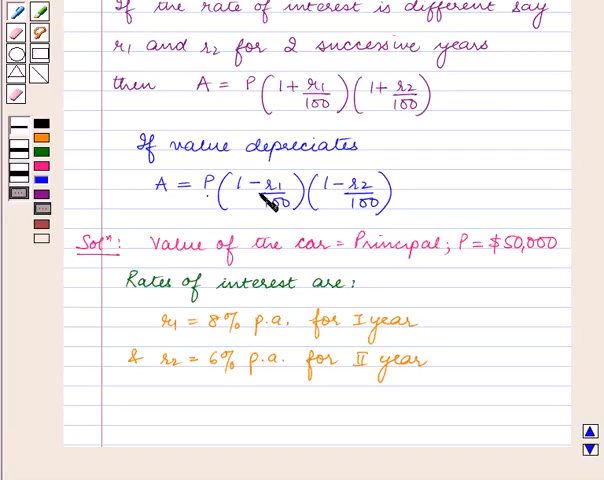 If the rate of interest is different say
r1 and r2 for 2 successive years
then A = P(1 + r1/100)(1 + r2/100)
If value depreciates
A = P(1 - r1/100)(1 - r2/100)
Solⁿ: Value of the car = Principal; P = $50,000
Rates of interest are:
r1 = 8% p.a. for I year
& r2 = 6% p.a. for II year